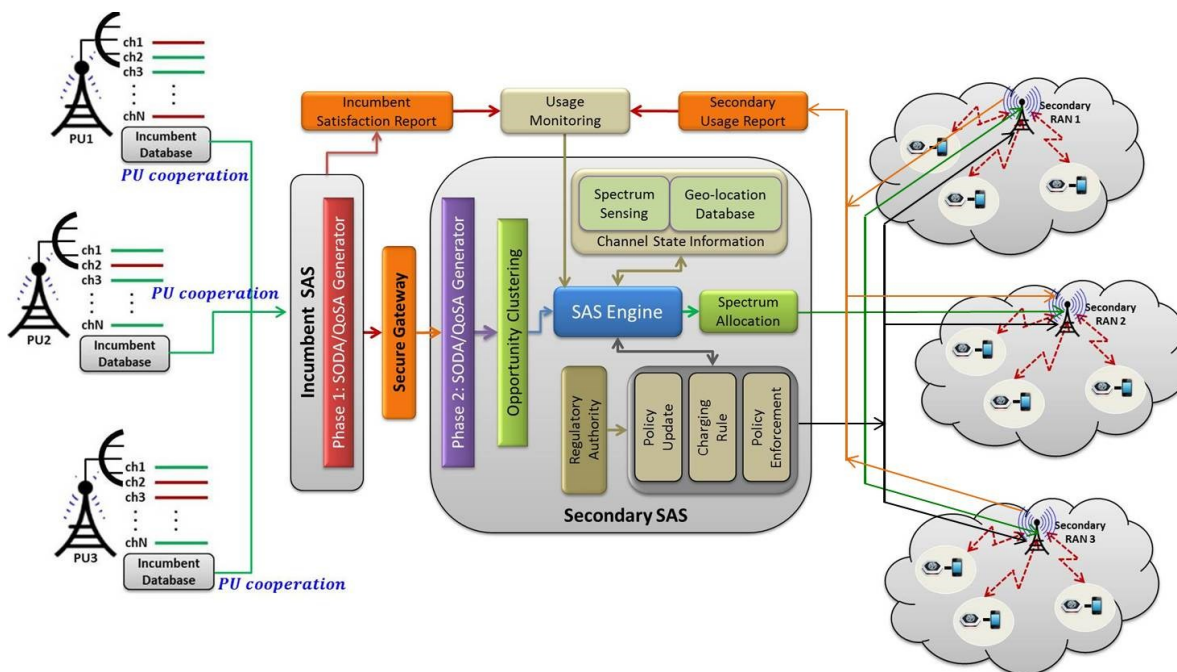 ch1
ch2
ch3
chN
PU1
Incumbent
Database
PU cooperation
ch1
ch2
ch3
chN
PU2
PU cooperation
Incumbent
Database
ch1
ch2
ch3
chN
PU3
Incumbent
Database
PU cooperation
Incumbent
Satisfaction Report
Usage
Monitoring
Secondary
Usage Report
Incumbent SAS
Phase 1: SODA/QoSA Generator
Secure Gateway
Phase 2: SODA/QoSA Generator
Opportunity Clustering
Spectrum
Sensing
Geo-location
Database
Channel State Information
SAS Engine
Spectrum
Allocation
Regulatory
Authority
Policy
Update
Charging
Rule
Policy
Enforcement
Secondary SAS
Secondary
RAN 1
Secondary
RAN 2
Secondary
RAN 3